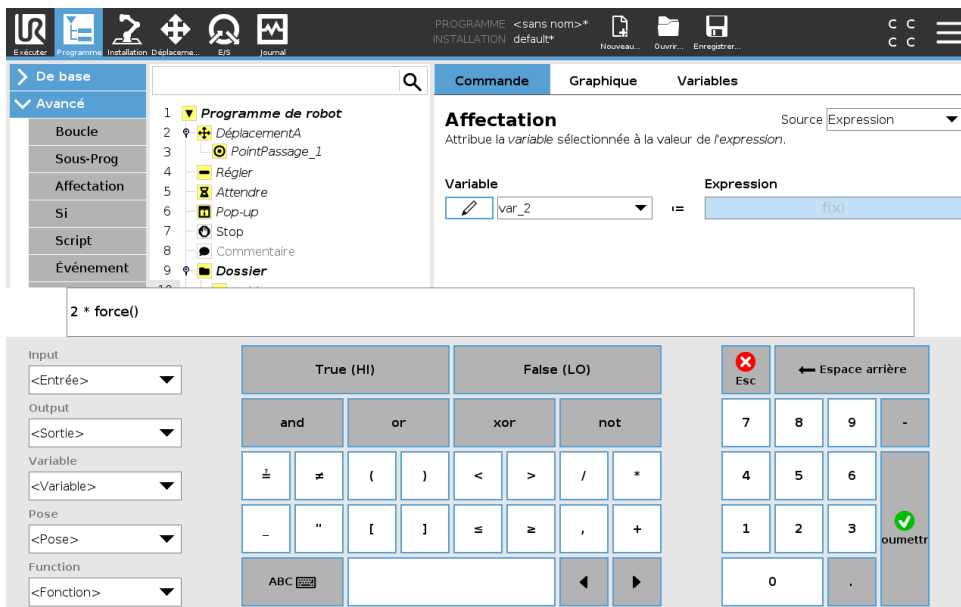 PROGRAMME <sans nom>*
INSTALLATION default*
Exécuter Programme Installation Déplaceme... E/S Journal
Nouveau... Ouvrir... Enregistrer...
C C
C C
De base
Avancé
Boucle
Sous-Prog
Affectation
Si
Script
Événement
1 Programme de robot
2 DéplacementA
3 PointPassage_1
4 Régler
5 Attendre
6 Pop-up
7 Stop
8 Commentaire
9 Dossier
Commande Graphique Variables
Affectation
Source Expression
Attribue la variable sélectionnée à la valeur de l'expression.
Variable Expression
var_2 := f(x)
2 * force()
Input
<Entrée>
Output
<Sortie>
Variable
<Variable>
Pose
<Pose>
Function
<Fonction>
True (HI) False (LO)
and or xor not
≟ ≠ ( ) < > / *
_ " [ ] ≤ ≥ , +
ABC
Esc Espace arrière
7 8 9 -
4 5 6
1 2 3
oumettr
0 .